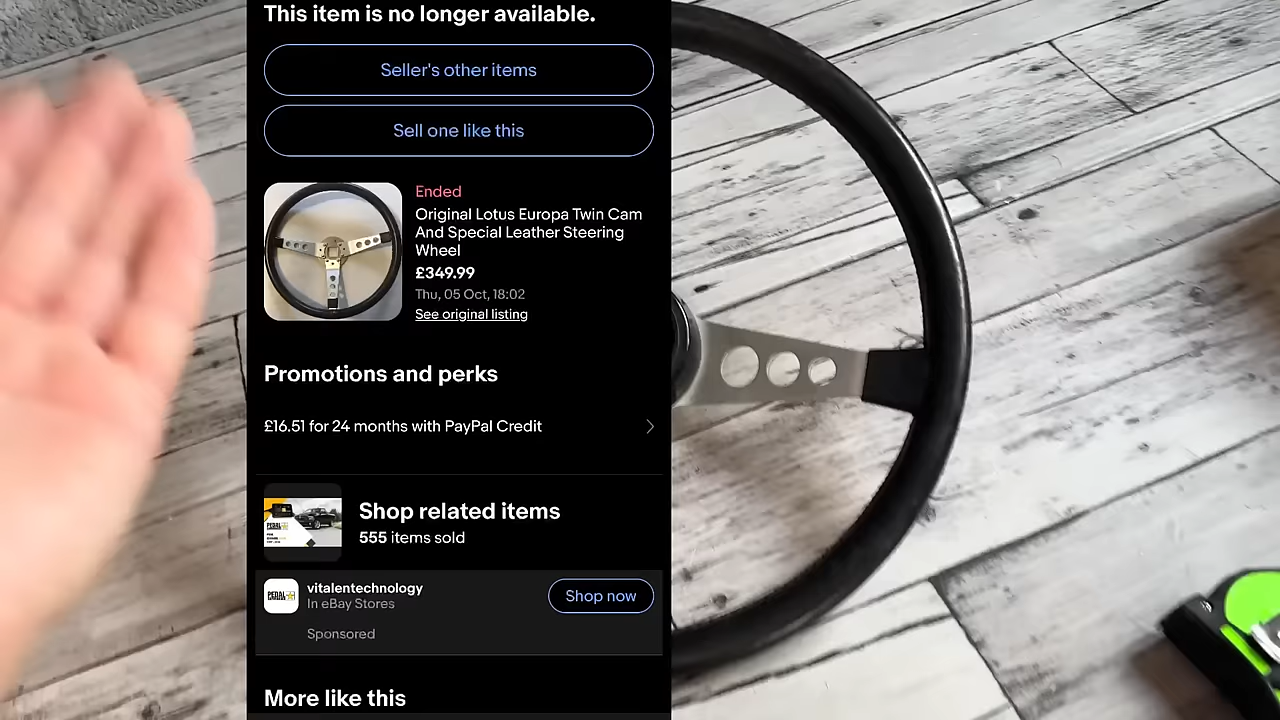 This item is no longer available.
Seller's other items
Sell one like this
Ended
Original Lotus Europa Twin Cam
And Special Leather Steering
Wheel
£349.99
Thu, 05 Oct, 18:02
See original listing
Promotions and perks
£16.51 for 24 months with PayPal Credit
Shop related items
555 items sold
vitalentechnology
In eBay Stores
Shop now
Sponsored
More like this